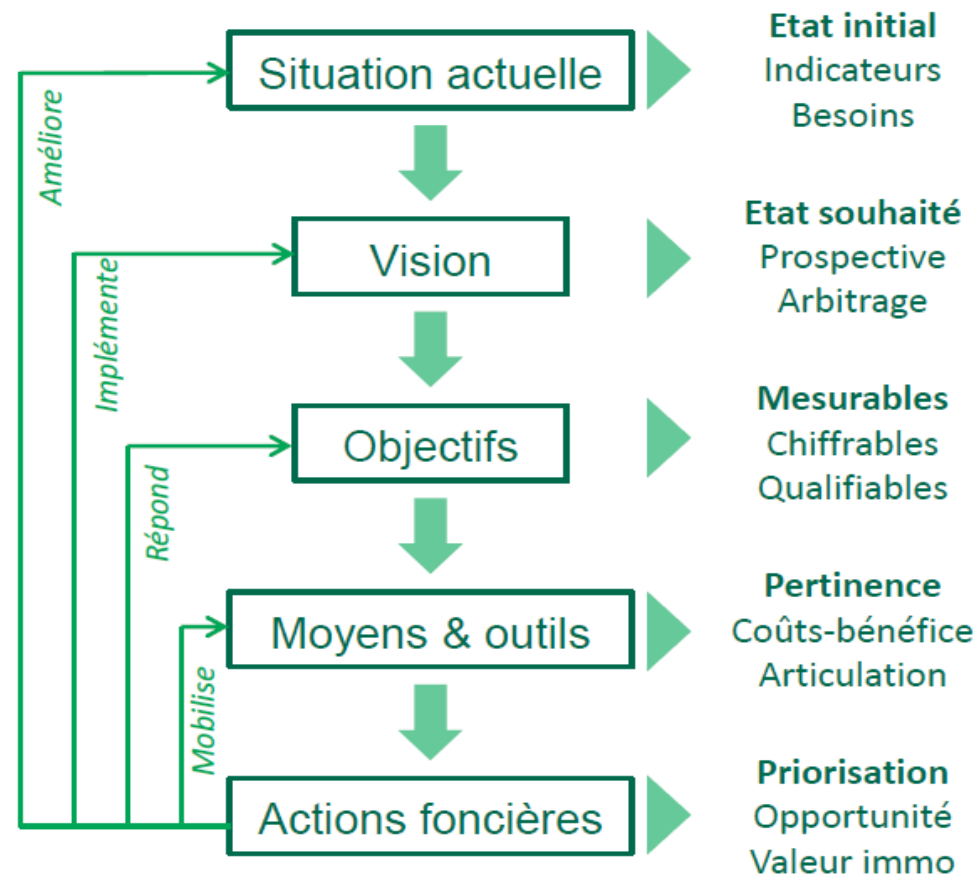 Situation actuelle
Etat initial
Indicateurs
Besoins
Améliore
Vision
Etat souhaité
Prospective
Arbitrage
Implémente
Objectifs
Mesurables
Chiffrables
Qualifiables
Répond
Moyens & outils
Pertinence
Coûts-bénéfice
Articulation
Mobilise
Actions foncières
Priorisation
Opportunité
Valeur immo